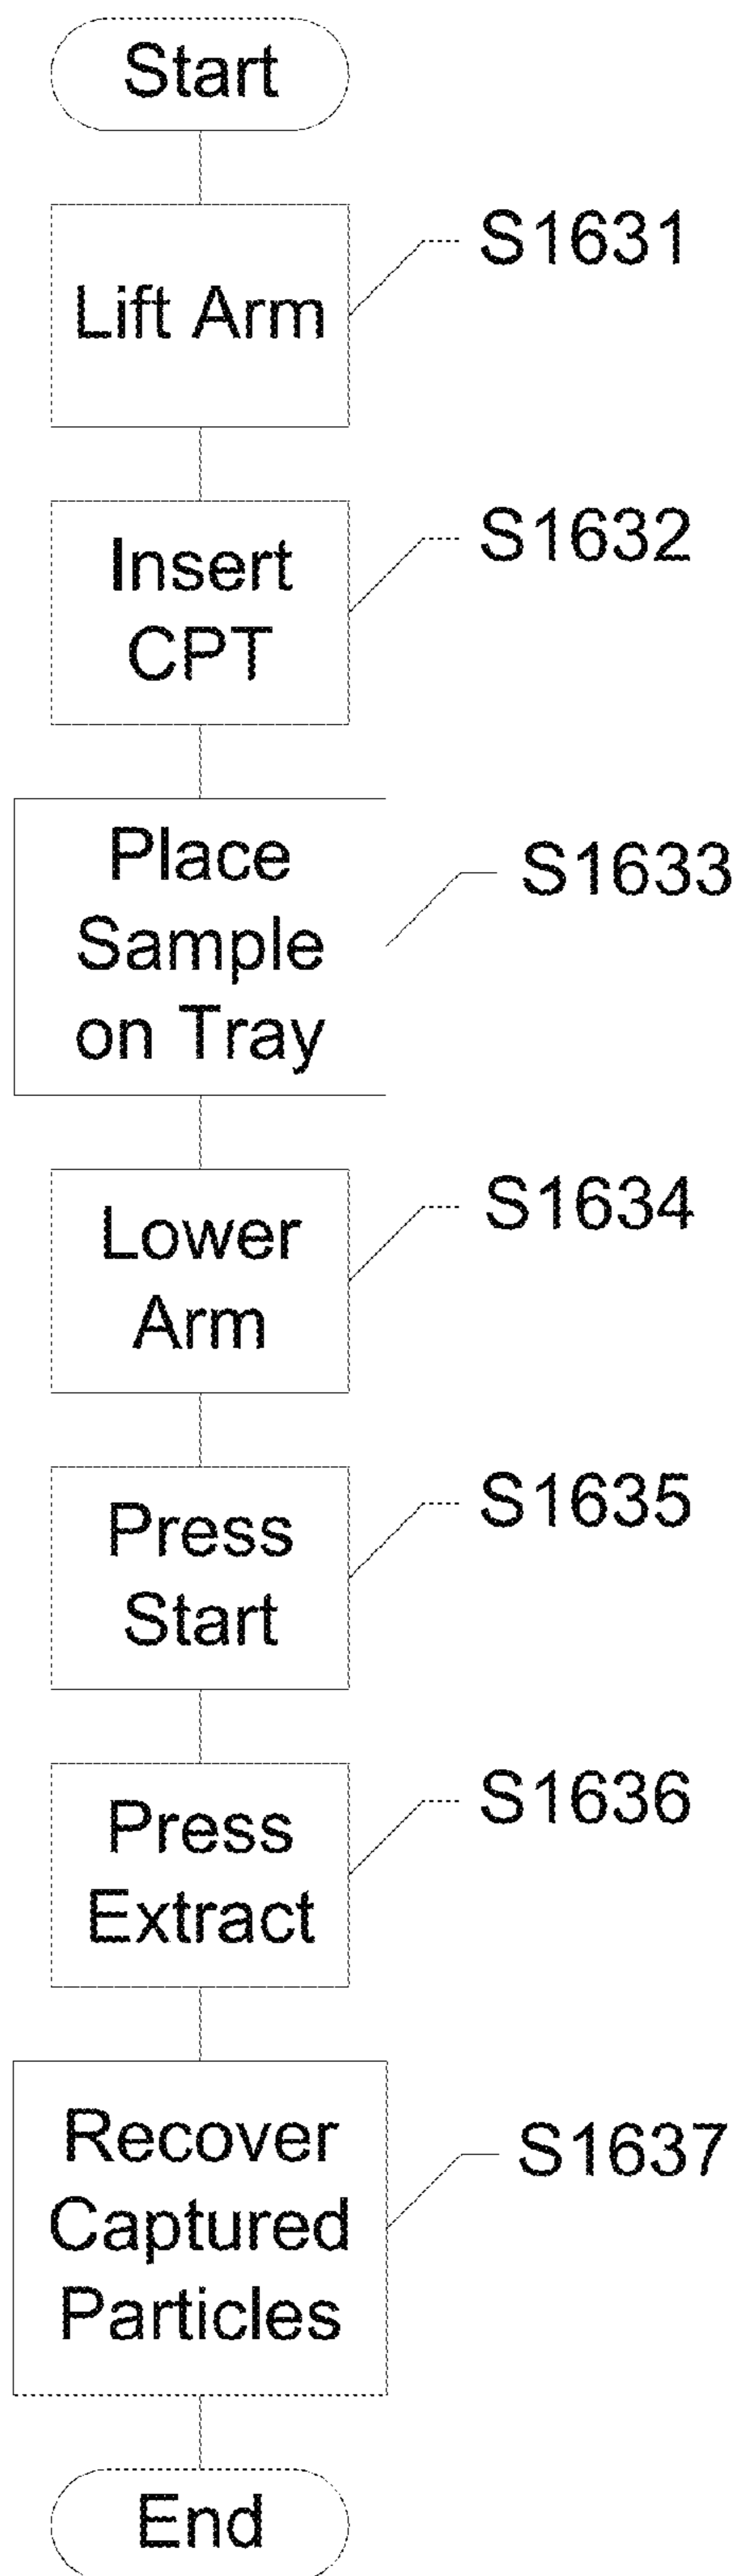 Start
Lift Arm
S1631
Insert
CPT
S1632
Place
Sample
on Tray
S1633
Lower
Arm
S1634
Press
Start
S1635
Press
Extract
S1636
Recover
Captured
Particles
S1637
End